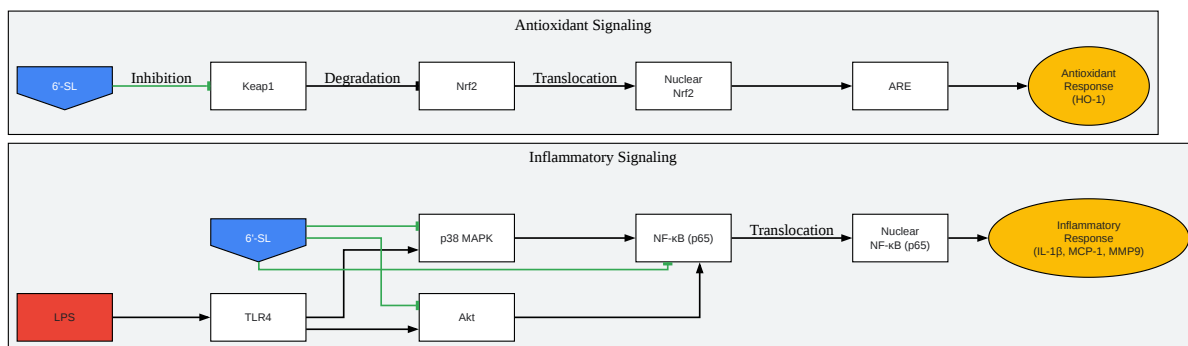 Antioxidant Signaling
6'-SL
Inhibition
Keap1
Degradation
Nrf2
Translocation
Nuclear
Nrf2
ARE
Antioxidant
Response
(HO-1)
Inflammatory Signaling
6'-SL
p38 MAPK
NF-κB (p65)
Translocation
Nuclear
NF-κB (p65)
Inflammatory
Response
(IL-1β, MCP-1, MMP9)
LPS
TLR4
Akt